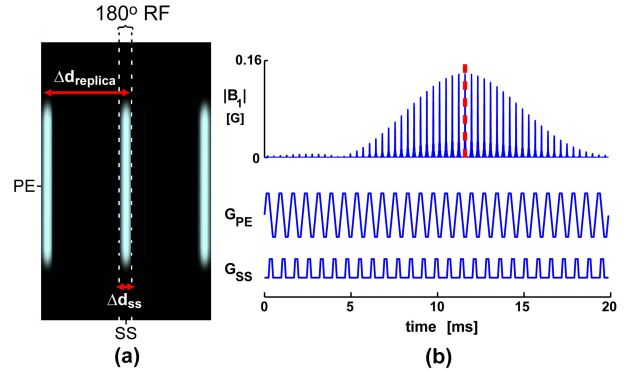 180° RF
Δd_replica
PE
Δd_ss
SS
(a)
0.16
|B₁|
[G]
0
G_PE
G_SS
0 5 10 15 20
time [ms]
(b)